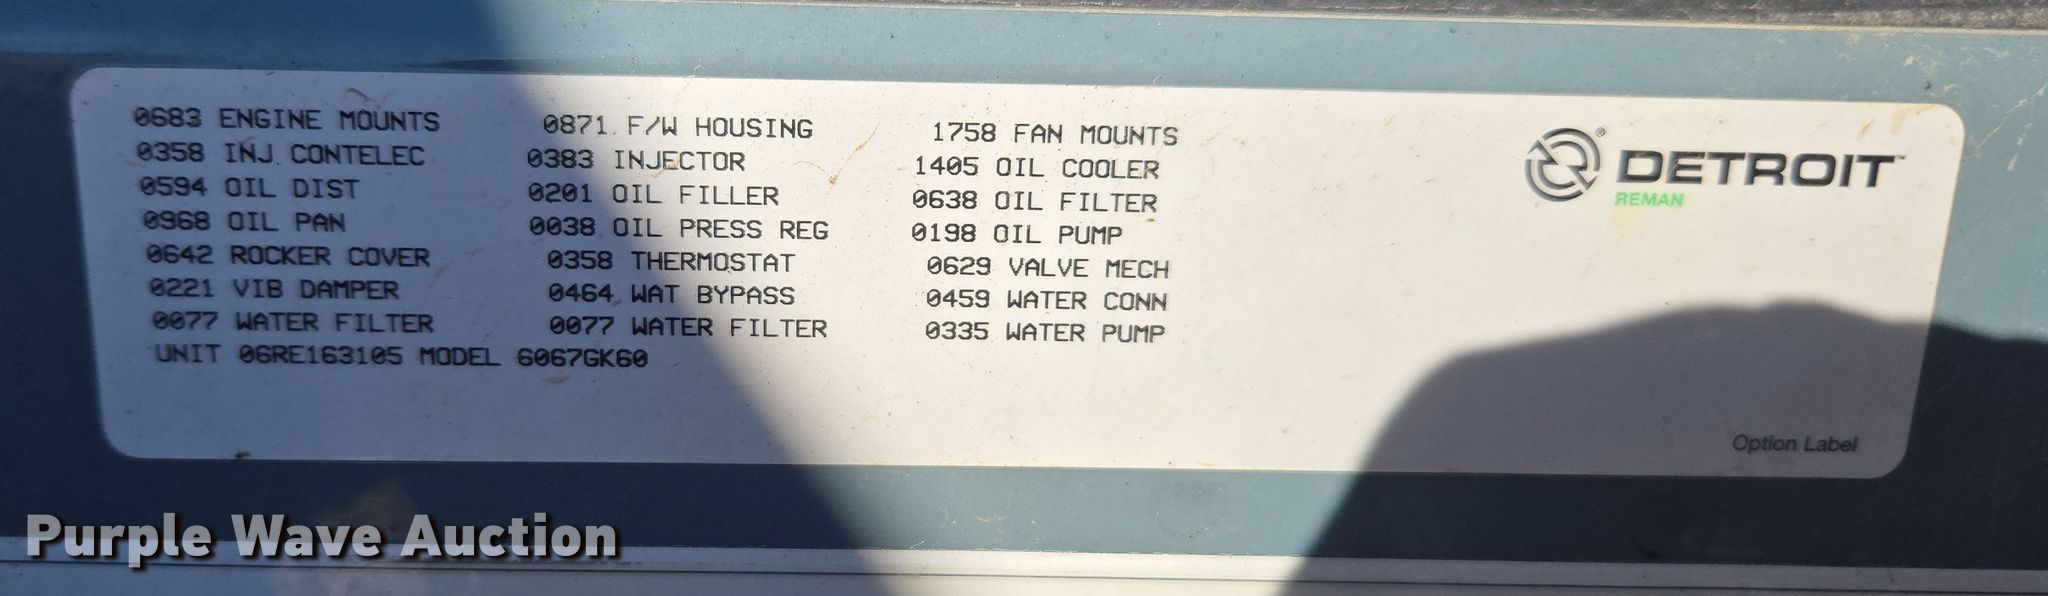 0683 ENGINE MOUNTS 0871 F/W HOUSING 1758 FAN MOUNTS
0358 INJ CONTELEC 0383 INJECTOR 1405 OIL COOLER
0594 OIL DIST 0201 OIL FILLER 0638 OIL FILTER
0968 OIL PAN 0038 OIL PRESS REG 0198 OIL PUMP
0642 ROCKER COVER 0358 THERMOSTAT 0629 VALVE MECH
0221 VIB DAMPER 0464 WAT BYPASS 0459 WATER CONN
0077 WATER FILTER 0077 WATER FILTER 0335 WATER PUMP
UNIT 06RE163105 MODEL 6067GK60
® DETROIT™
REMAN
Option Label
Purple Wave Auction